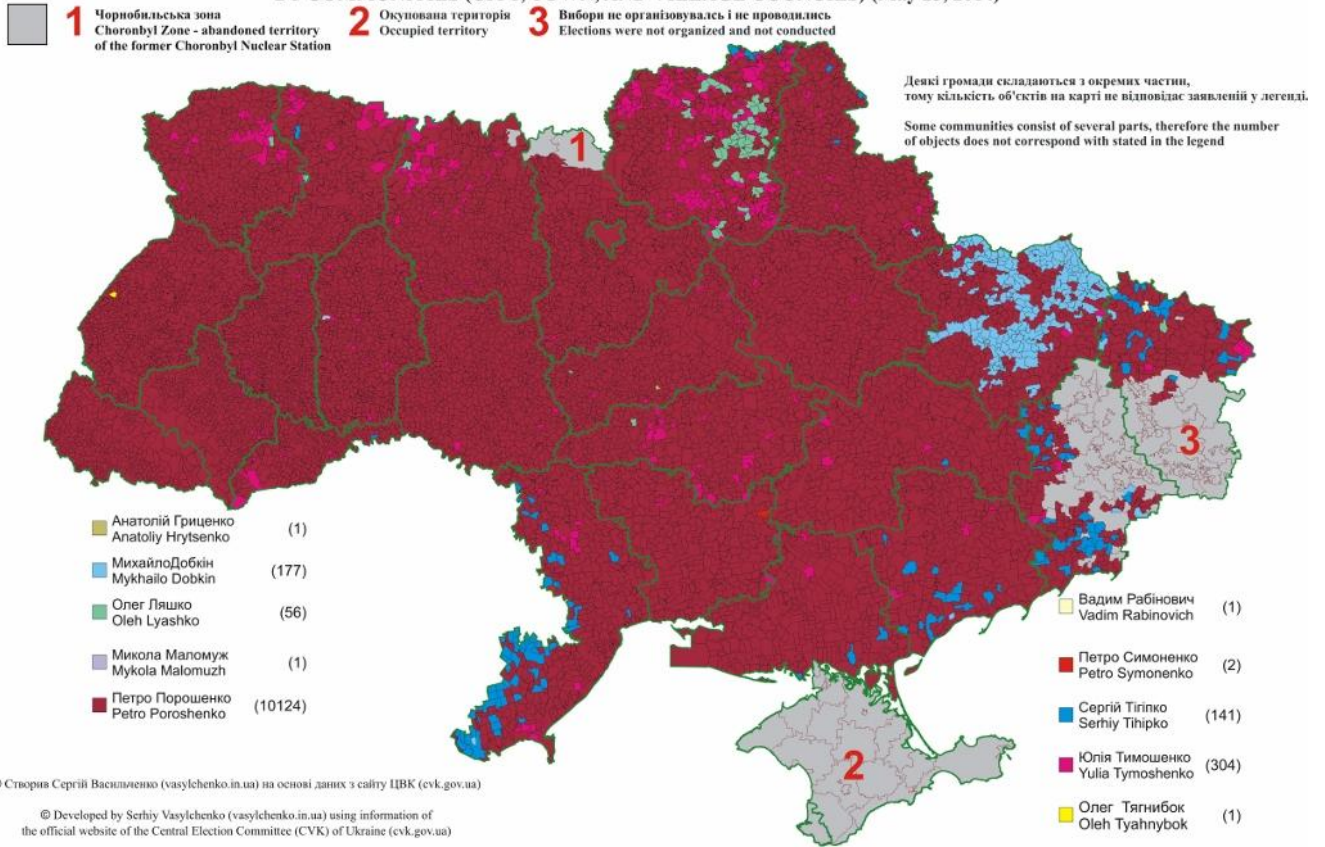 1 Чорнобильська зона
Choronbyl Zone - abandoned territory
of the former Choronbyl Nuclear Station
2 Окупована територія
Occupied territory
3 Вибори не організовувалсь і не проводились
Elections were not organized and not conducted
Деякі громади складаються з окремих частин,
тому кількість об'єктів на карті не відповідає заявленій у легенді.
Some communities consist of several parts, therefore the number
of objects does not correspond with stated in the legend
1
3
2
Анатолій Гриценко
Anatoliy Hrytsenko (1)
МихайлоДобкін
Mykhailo Dobkin (177)
Олег Ляшко
Oleh Lyashko (56)
Микола Маломуж
Mykola Malomuzh (1)
Петро Порошенко
Petro Poroshenko (10124)
Вадим Рабінович
Vadim Rabinovich (1)
Петро Симоненко
Petro Symonenko (2)
Сергій Тігіпко
Serhiy Tihipko (141)
Юлія Тимошенко
Yulia Tymoshenko (304)
Олег Тягнибок
Oleh Tyahnybok (1)
Створив Сергій Васильченко (vasylchenko.in.ua) на основі даних з сайту ЦВК (cvk.gov.ua)
© Developed by Serhiy Vasylchenko (vasylchenko.in.ua) using information of
the official website of the Central Election Committee (CVK) of Ukraine (cvk.gov.ua)